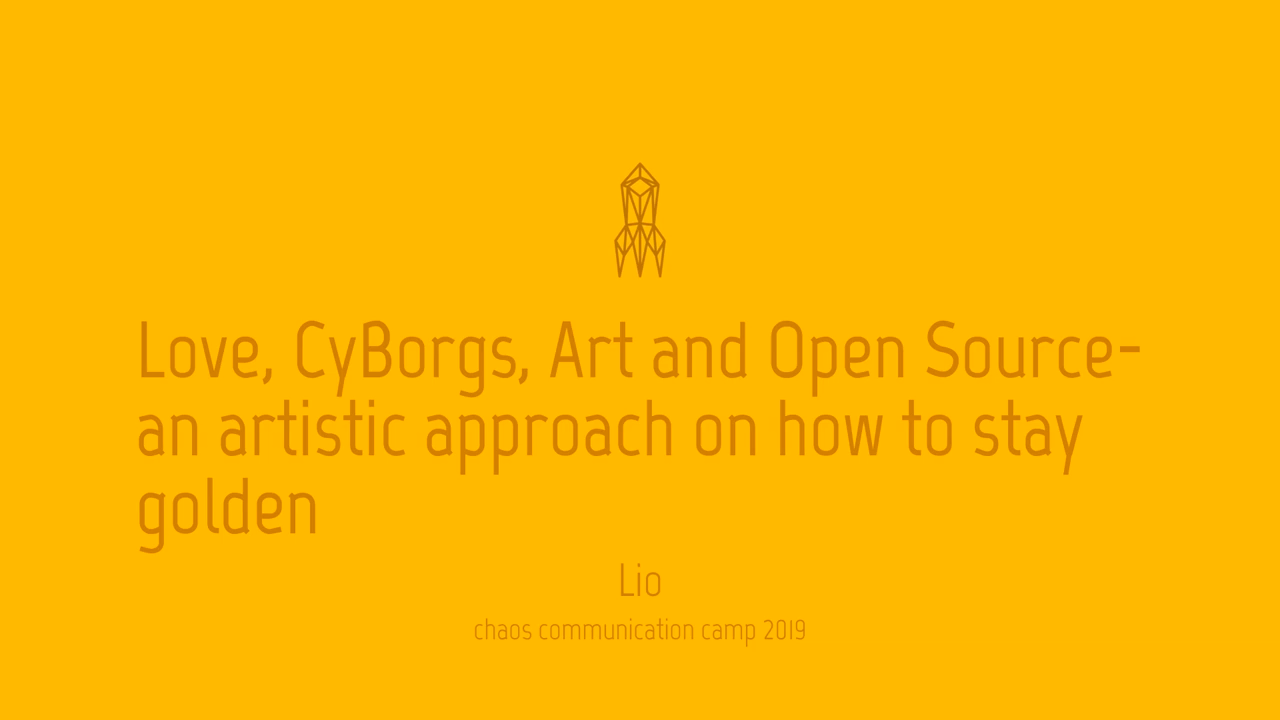 Love, CyBorgs, Art and Open Source-
an artistic approach on how to stay
golden
Lio
chaos communication camp 2019